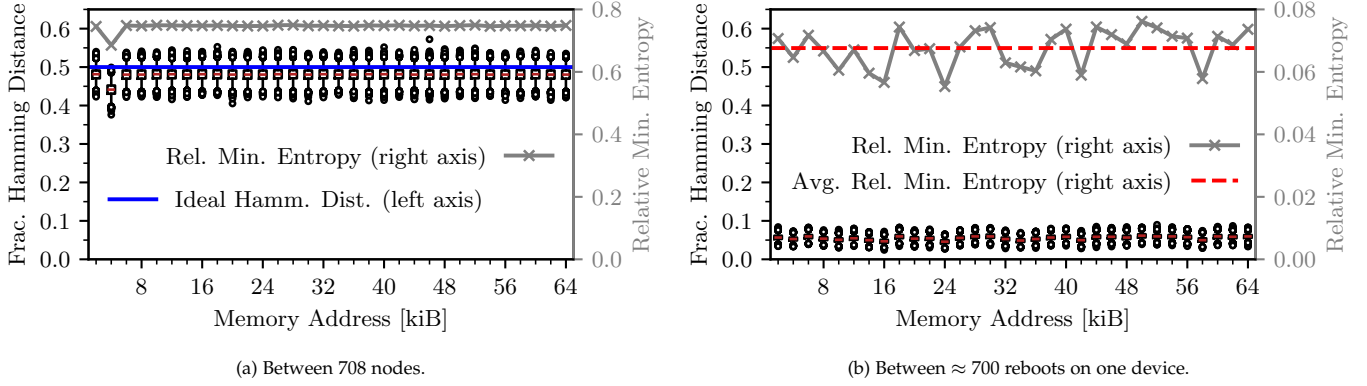 Frac. Hamming Distance
0.6
0.5
0.4
0.3
0.2
0.1
0.0
0.8
0.6
0.4
0.2
0.0
Relative Min. Entropy
Rel. Min. Entropy (right axis)
Ideal Hamm. Dist. (left axis)
8 16 24 32 40 48 56 64
Memory Address [kiB]
(a) Between 708 nodes.
Frac. Hamming Distance
0.6
0.5
0.4
0.3
0.2
0.1
0.0
0.08
0.06
0.04
0.02
0.00
Relative Min. Entropy
Rel. Min. Entropy (right axis)
Avg. Rel. Min. Entropy (right axis)
8 16 24 32 40 48 56 64
Memory Address [kiB]
(b) Between ≈ 700 reboots on one device.